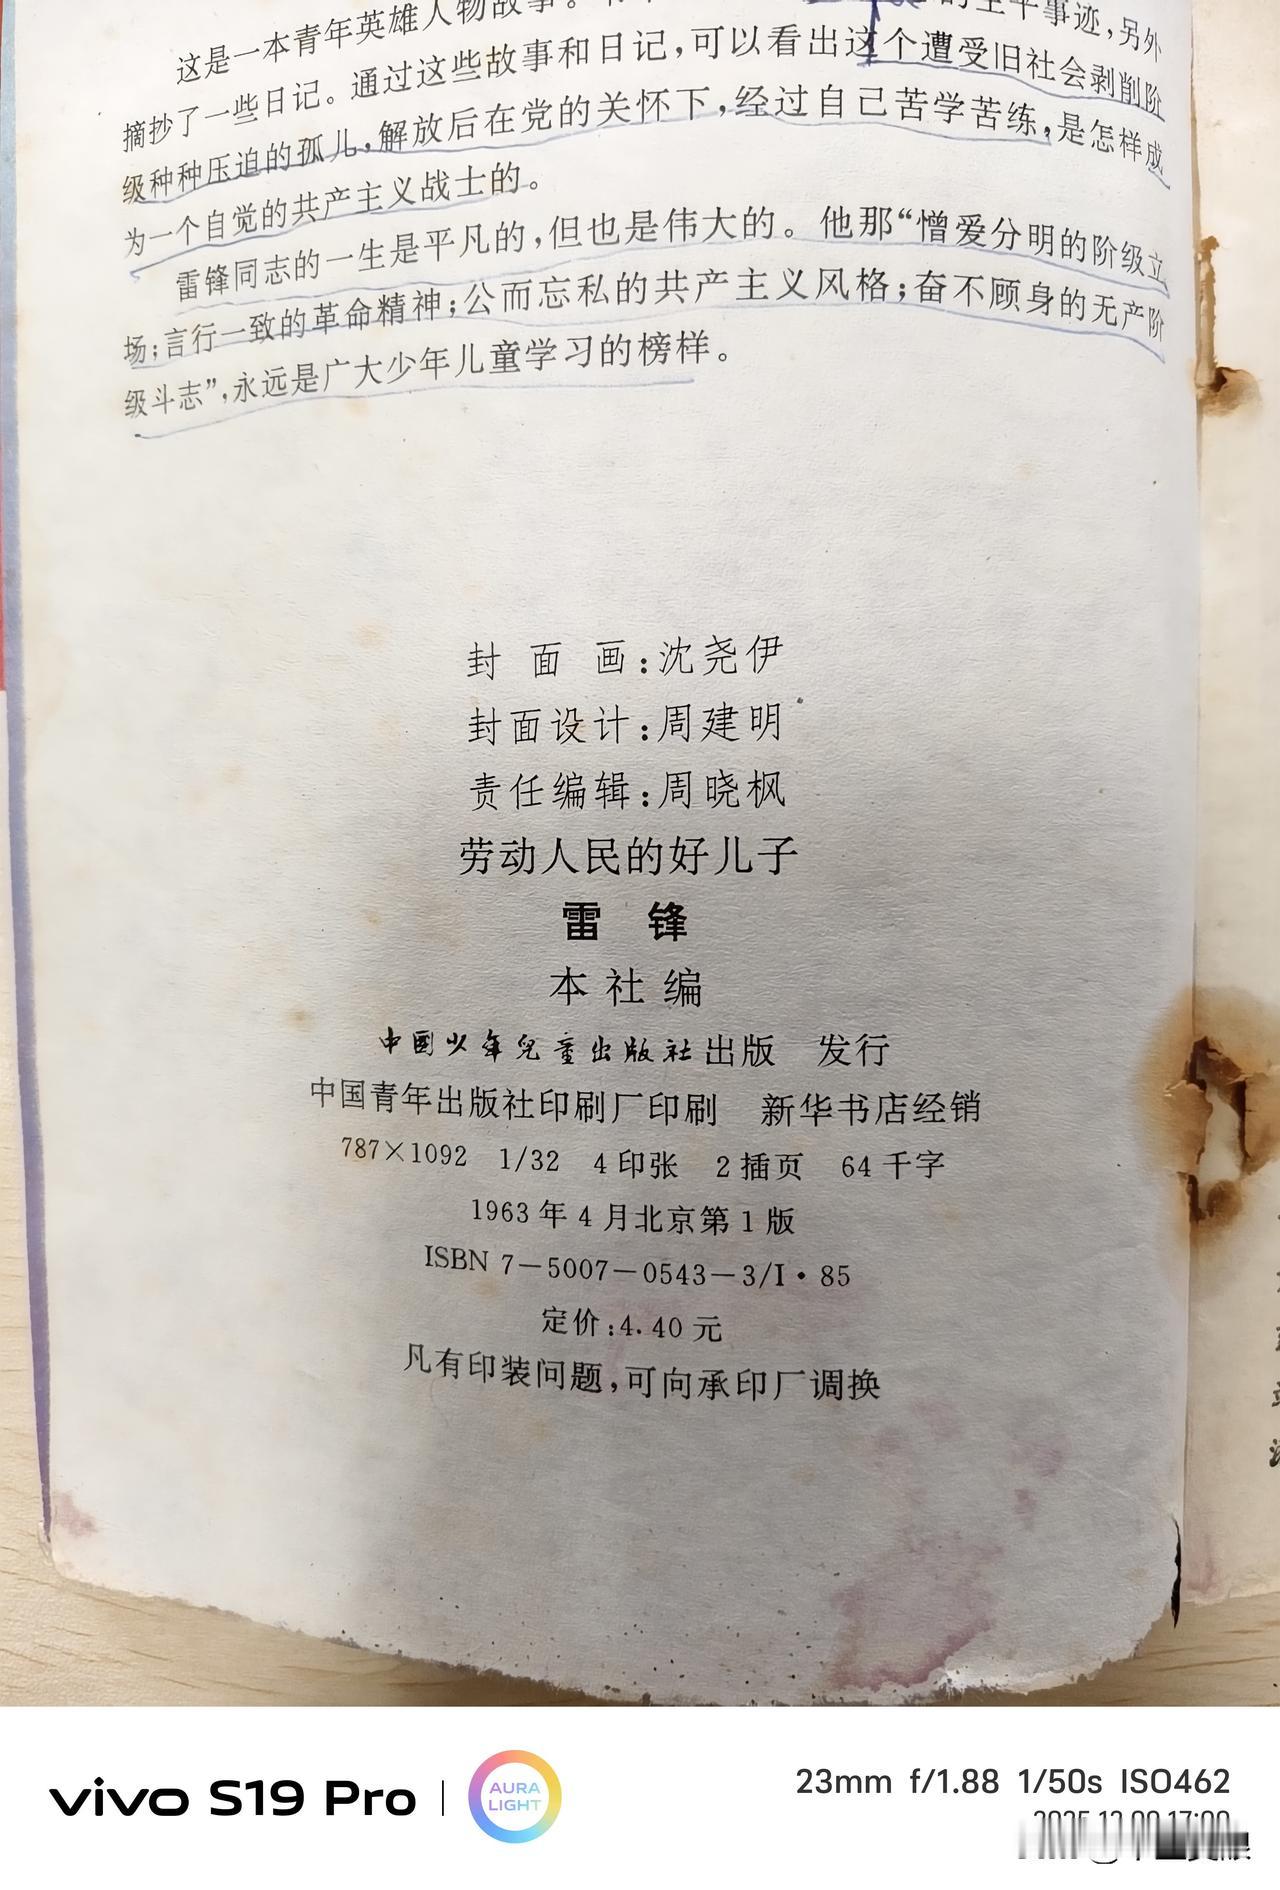 这是一本青年英雄人物故事。
的生平事迹,另外
摘抄了一些日记。通过这些故事和日记,可以看出这个遭受旧社会剥削阶
级种种压迫的孤儿,解放后在党的关怀下,经过自己苦学苦练,是怎样成
为一个自觉的共产主义战士的。
雷锋同志的一生是平凡的,但也是伟大的。他那“憎爱分明的阶级立
场;言行一致的革命精神;公而忘私的共产主义风格;奋不顾身的无产阶
级斗志”,永远是广大少年儿童学习的榜样。
封 面 画:沈尧伊
封面设计:周建明
责任编辑:周晓枫
劳动人民的好儿子
雷 锋
本社编
中国少年兒童出版社出版 发行
中国青年出版社印刷厂印刷 新华书店经销
787×1092 1/32 4印张 2插页 64千字
1963年4月北京第1版
ISBN 7-5007-0543-3/I·85
定价:4.40元
凡有印装问题,可向承印厂调换
vivo S19 Pro
AURA
LIGHT
23mm f/1.88 1/50s ISO462